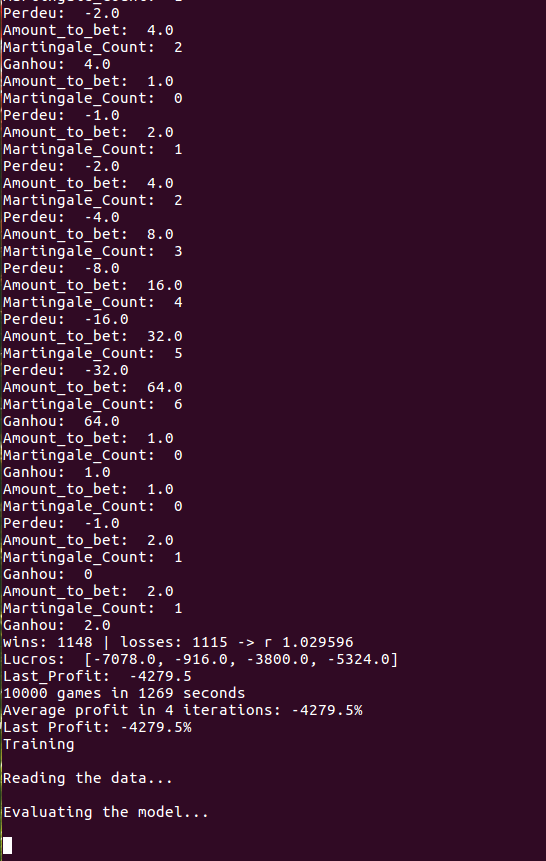 Perdeu:  -2.0
Amount_to_bet:  4.0
Martingale_Count:  2
Ganhou:  4.0
Amount_to_bet:  1.0
Martingale_Count:  0
Perdeu:  -1.0
Amount_to_bet:  2.0
Martingale_Count:  1
Perdeu:  -2.0
Amount_to_bet:  4.0
Martingale_Count:  2
Perdeu:  -4.0
Amount_to_bet:  8.0
Martingale_Count:  3
Perdeu:  -8.0
Amount_to_bet:  16.0
Martingale_Count:  4
Perdeu:  -16.0
Amount_to_bet:  32.0
Martingale_Count:  5
Perdeu:  -32.0
Amount_to_bet:  64.0
Martingale_Count:  6
Ganhou:  64.0
Amount_to_bet:  1.0
Martingale_Count:  0
Ganhou:  1.0
Amount_to_bet:  1.0
Martingale_Count:  0
Perdeu:  -1.0
Amount_to_bet:  2.0
Martingale_Count:  1
Ganhou:  0
Amount_to_bet:  2.0
Martingale_Count:  1
Ganhou:  2.0
wins: 1148 | losses: 1115 -> r 1.029596
Lucros:  [-7078.0, -916.0, -3800.0, -5324.0]
Last_Profit:  -4279.5
10000 games in 1269 seconds
Average profit in 4 iterations: -4279.5%
Last Profit: -4279.5%
Training
Reading the data...
Evaluating the model...